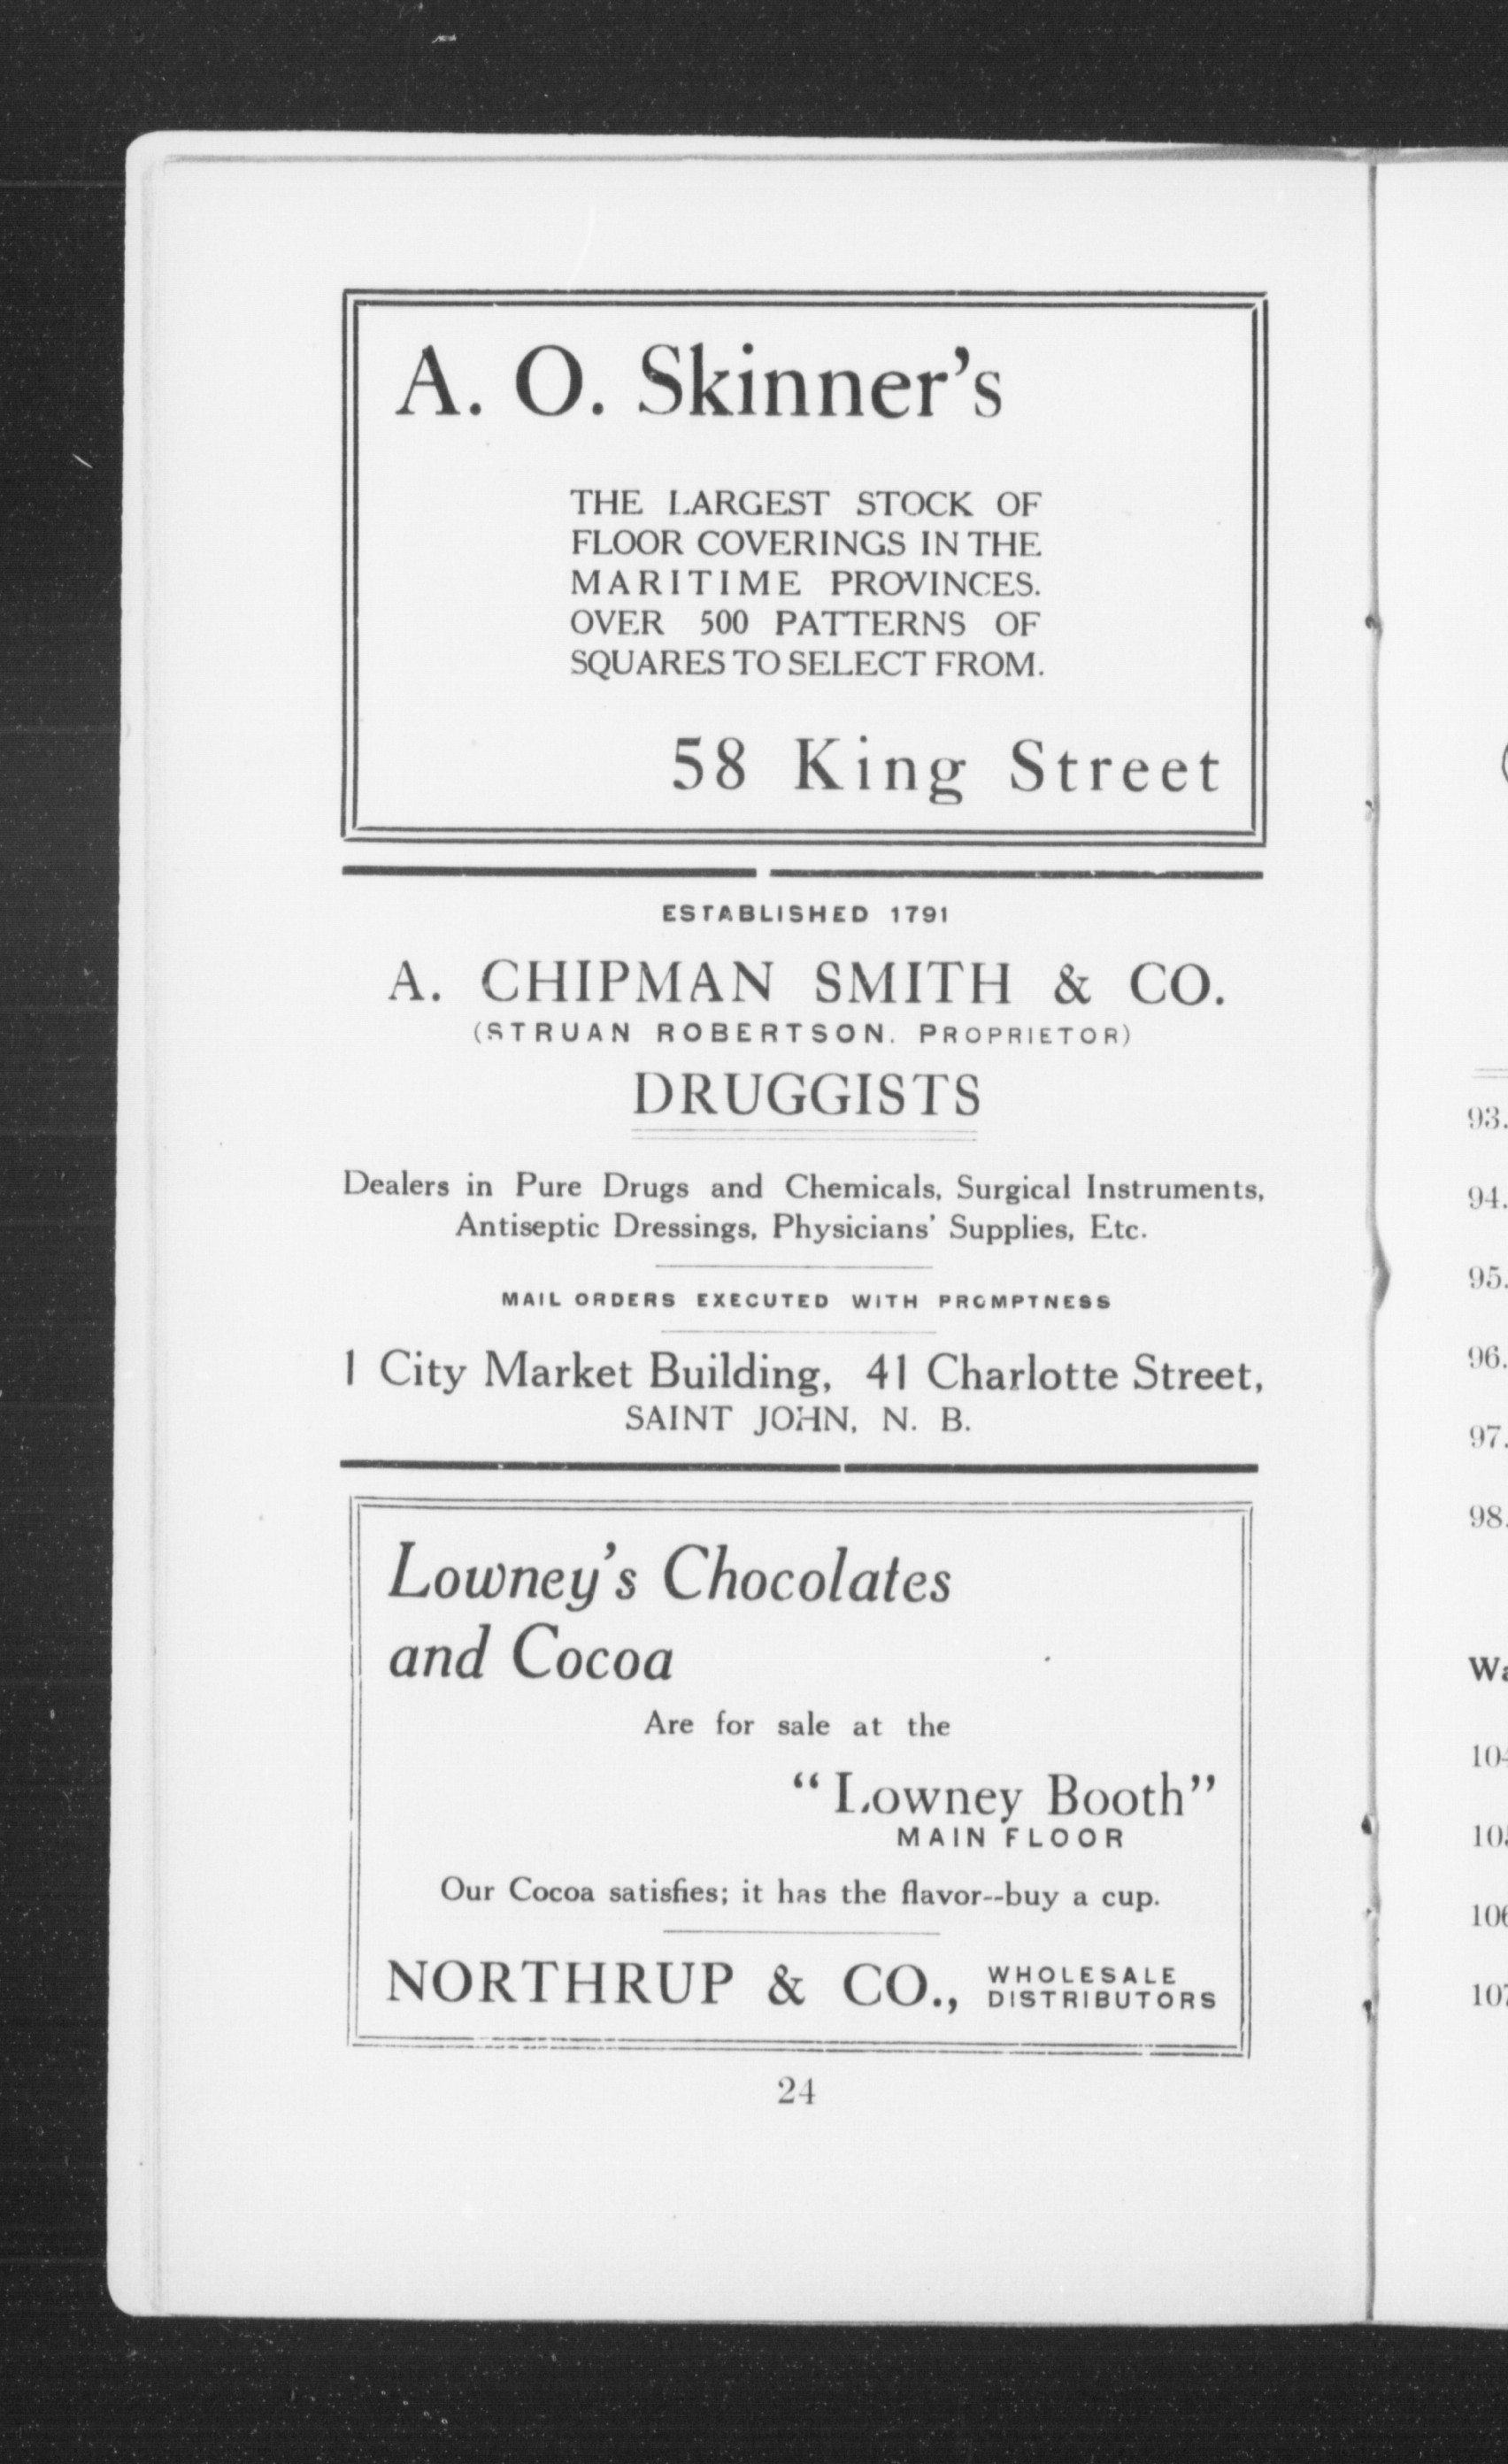 A. O. Skinner's
THE LARGEST STOCK OF
FLOOR COVERINGS IN THE
MARITIME PROVINCES.
OVER 500 PATTERNS OF
SQUARES TO SELECT FROM.
58 King Street
ESTABLISHED 1791
A. CHIPMAN SMITH & CO.
(STRUAN ROBERTSON. PROPRIETOR)
DRUGGISTS
Dealers in Pure Drugs and Chemicals, Surgical Instruments,
Antiseptic Dressings, Physicians' Supplies, Etc.
MAIL ORDERS EXECUTED WITH PROMPTNESS
1 City Market Building, 41 Charlotte Street,
SAINT JOHN, N. B.
Lowney's Chocolates
and Cocoa
Are for sale at the
"Lowney Booth"
MAIN FLOOR
Our Cocoa satisfies; it has the flavor--buy a cup.
NORTHRUP & CO., WHOLESALE
DISTRIBUTORS
24
93.
94.
95.
96.
97.
98.
106
107